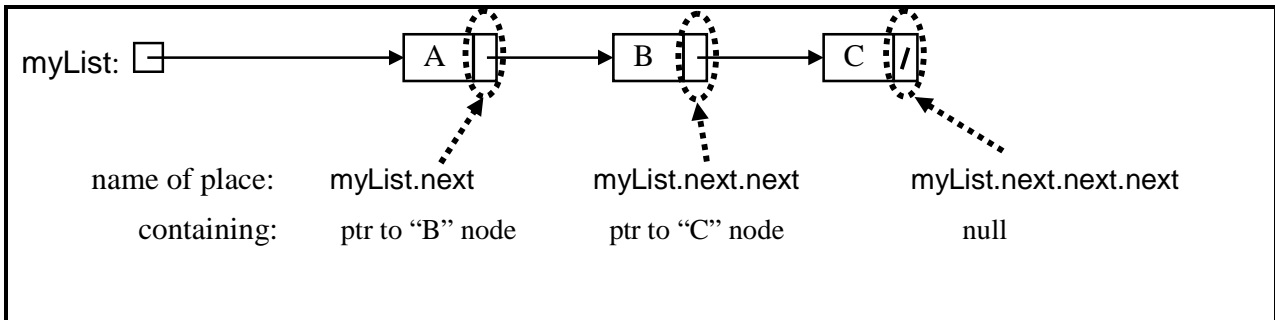 myList: A B C /
name of place: myList.next myList.next.next myList.next.next.next
containing: ptr to “B” node ptr to “C” node null